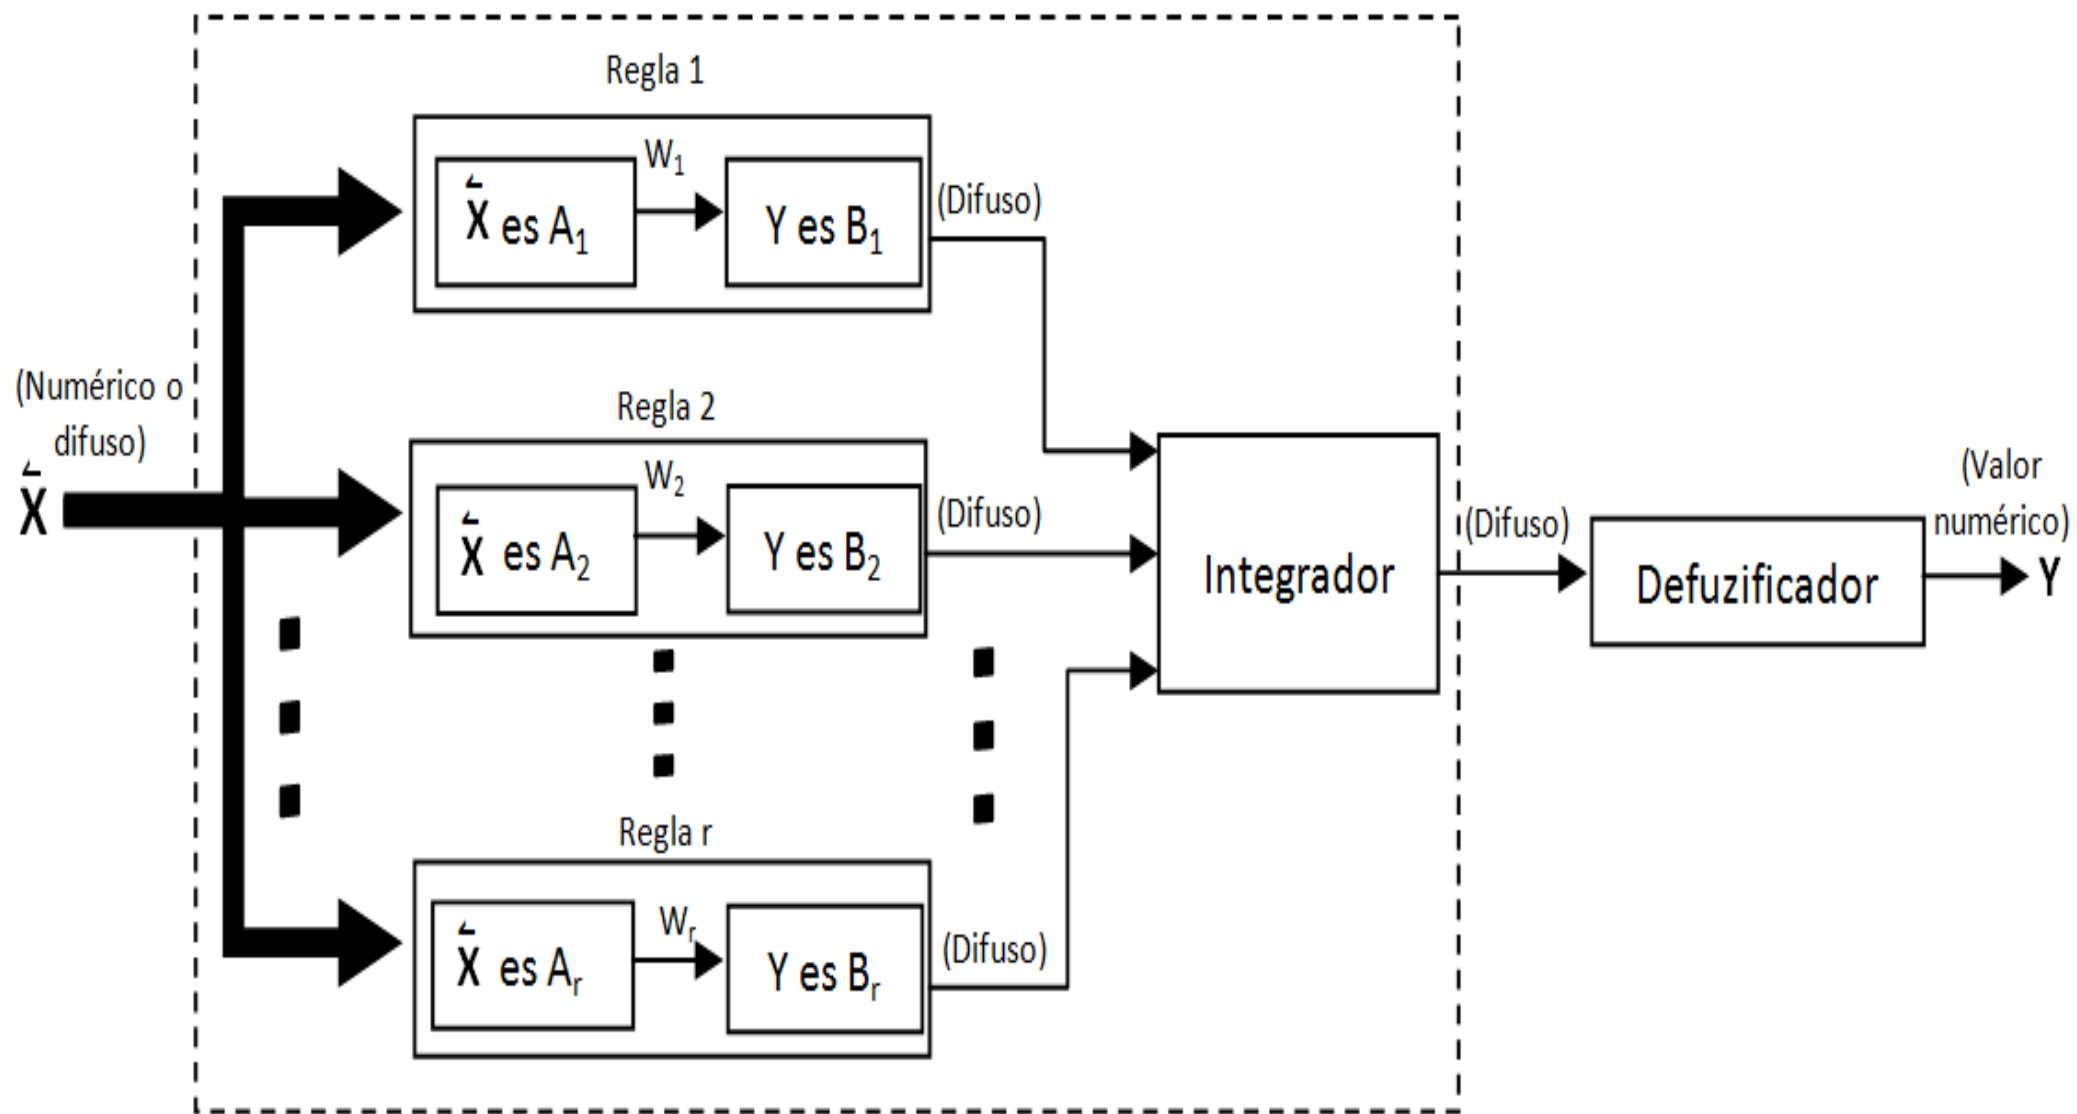 Regla 1
W₁
X es A₁
Y es B₁
(Difuso)
(Numérico o
difuso)
X
Regla 2
W₂
X es A₂
Y es B₂
(Difuso)
Integrador
(Difuso)
Defuzificador
(Valor
numérico)
Y
Regla r
Wᵣ
X es Aᵣ
Y es Bᵣ
(Difuso)